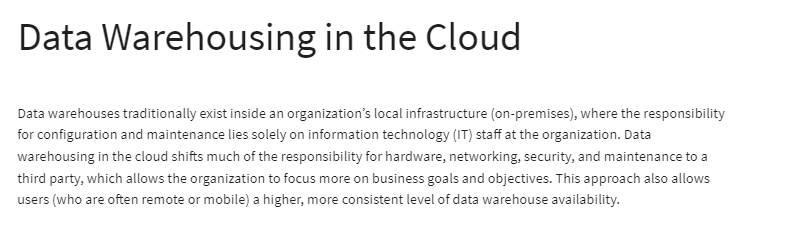 Data Warehousing in the Cloud
Data warehouses traditionally exist inside an organization’s local infrastructure (on-premises), where the responsibility
for configuration and maintenance lies solely on information technology (IT) staff at the organization. Data
warehousing in the cloud shifts much of the responsibility for hardware, networking, security, and maintenance to a
third party, which allows the organization to focus more on business goals and objectives. This approach also allows
users (who are often remote or mobile) a higher, more consistent level of data warehouse availability.